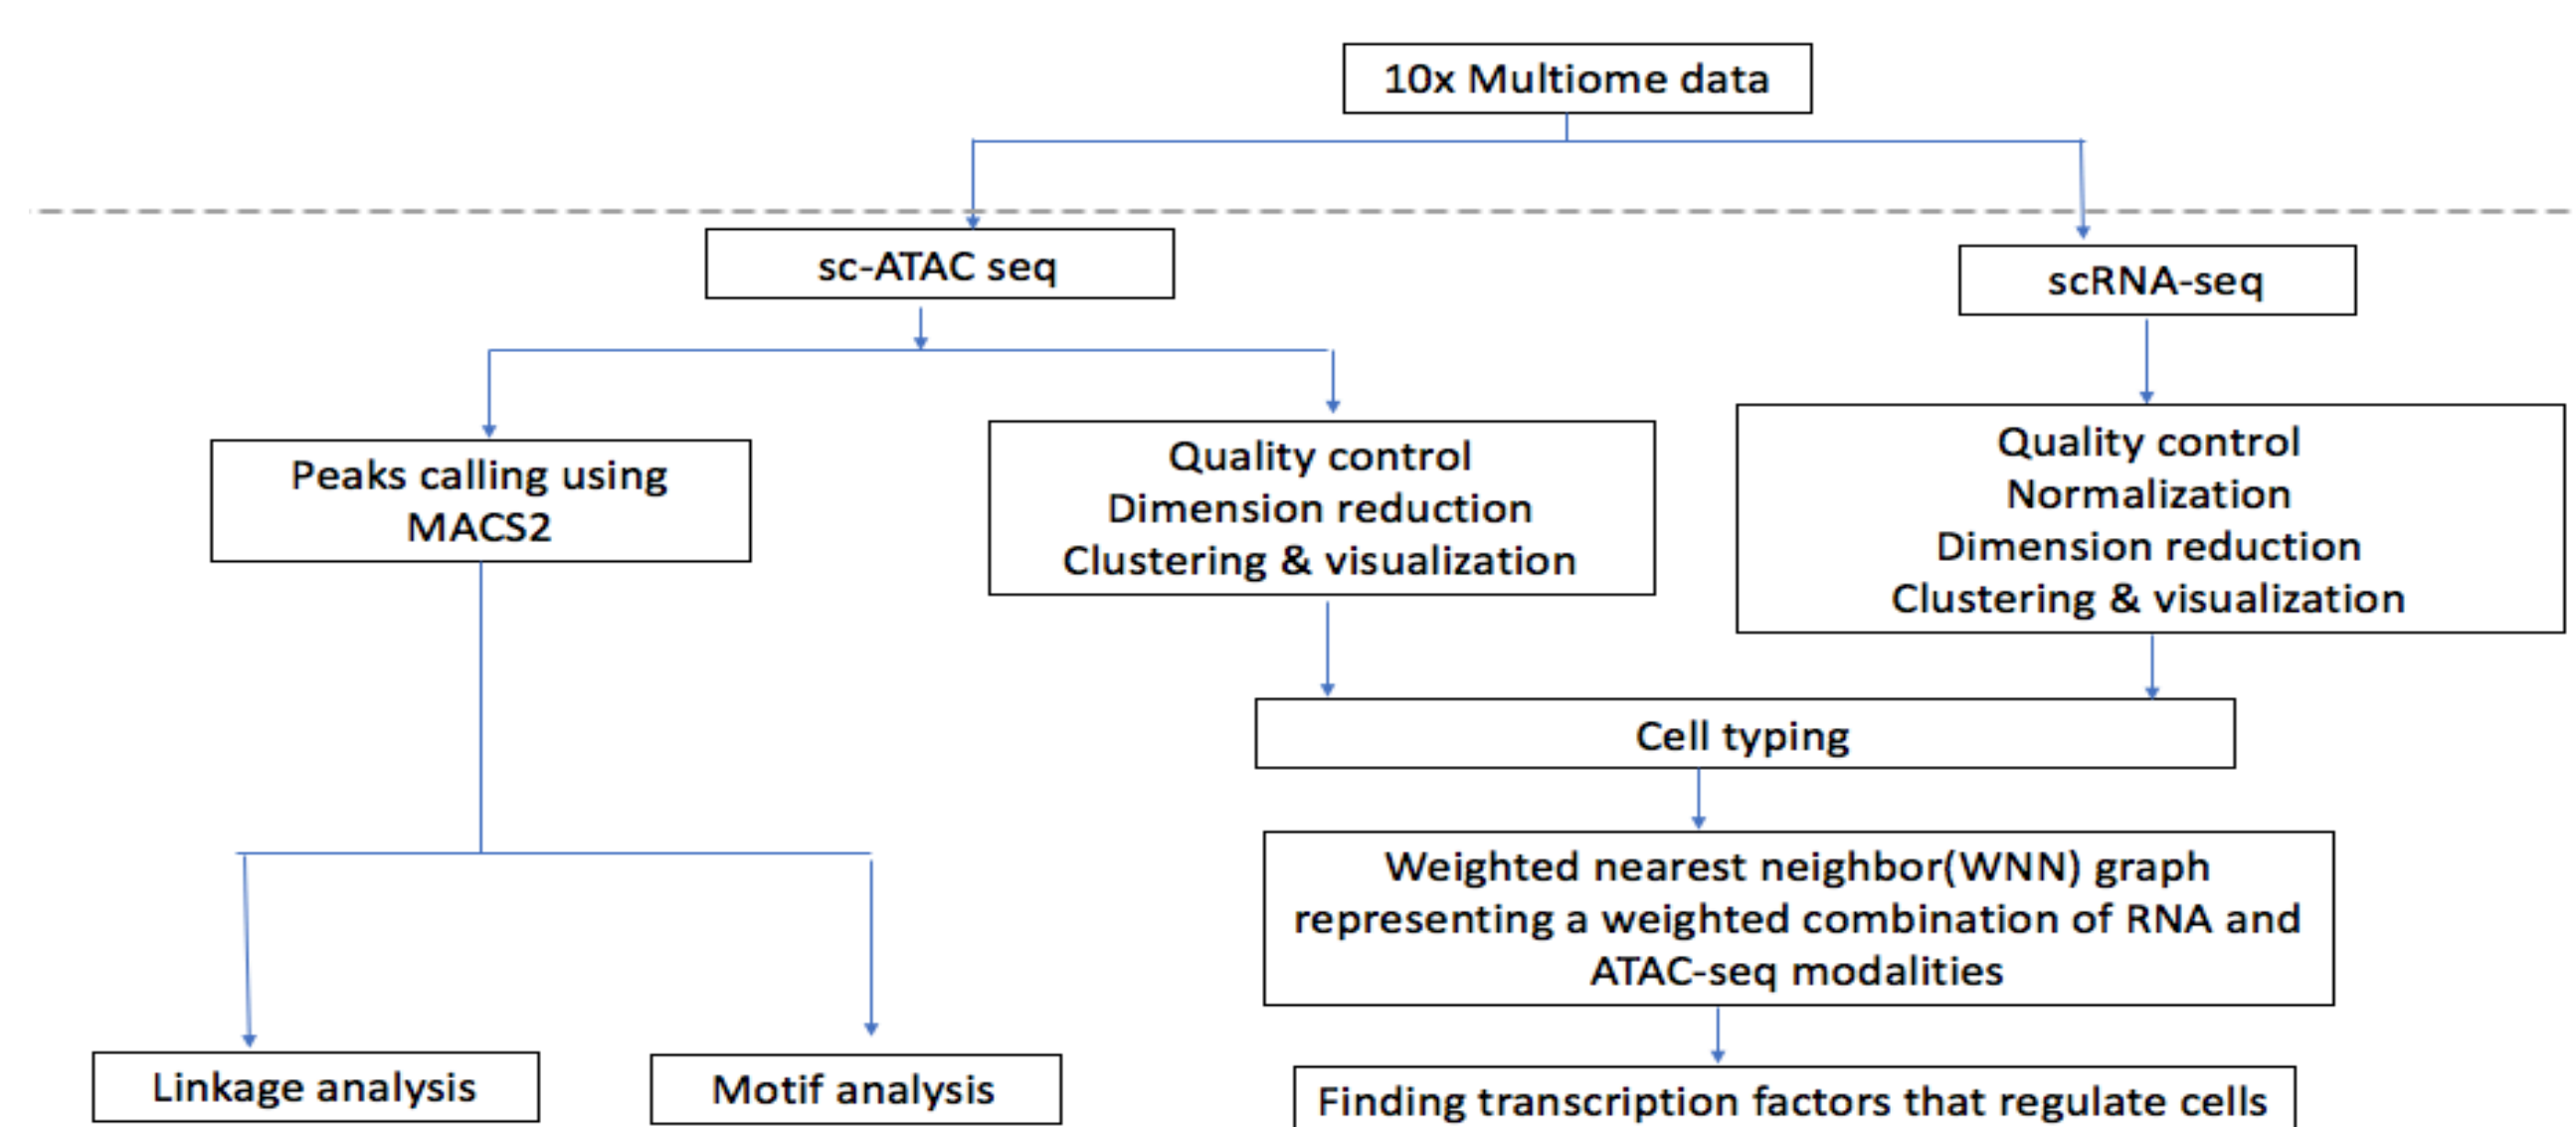 10x Multiome data
sc-ATAC seq
scRNA-seq
Peaks calling using
MACS2
Quality control
Dimension reduction
Clustering & visualization
Quality control
Normalization
Dimension reduction
Clustering & visualization
Cell typing
Weighted nearest neighbor(WNN) graph
representing a weighted combination of RNA and
ATAC-seq modalities
Linkage analysis
Motif analysis
Finding transcription factors that regulate cells